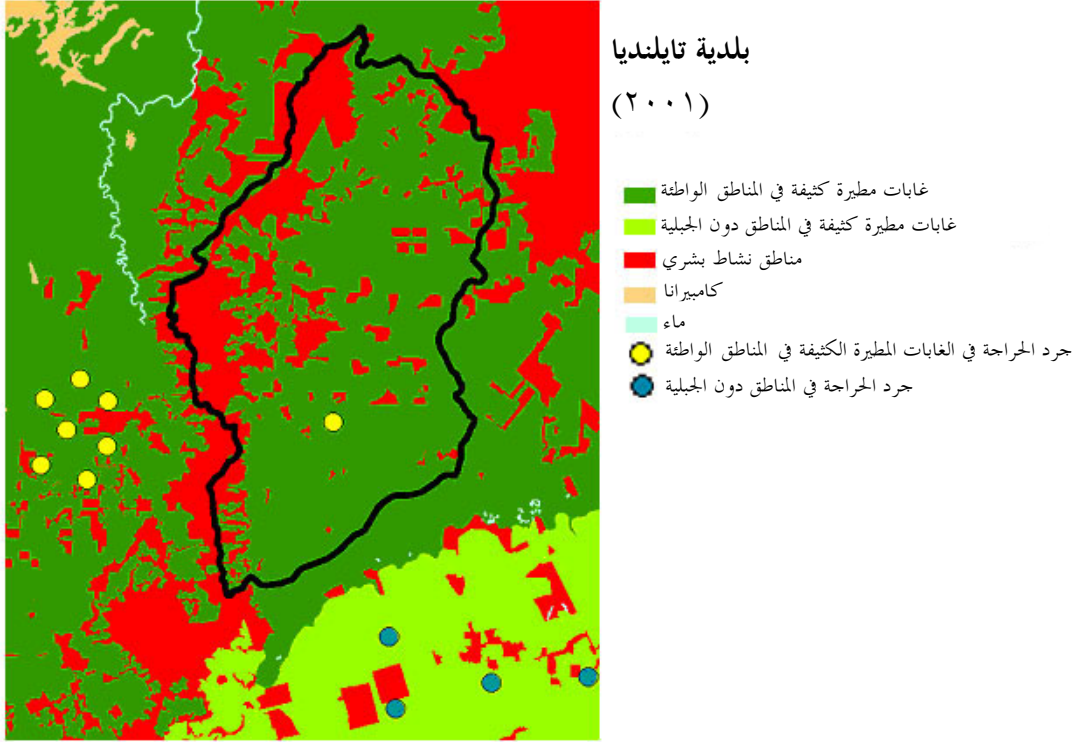 بلدية تايلنديا
(٢٠٠١)
غابات مطيرة كثيفة في المناطق الواطئة
غابات مطيرة كثيفة في المناطق دون الجبلية
مناطق نشاط بشري
كامبيرانا
ماء
جرد الحراجة في الغابات المطيرة الكثيفة في المناطق الواطئة
جرد الحراجة في المناطق دون الجبلية